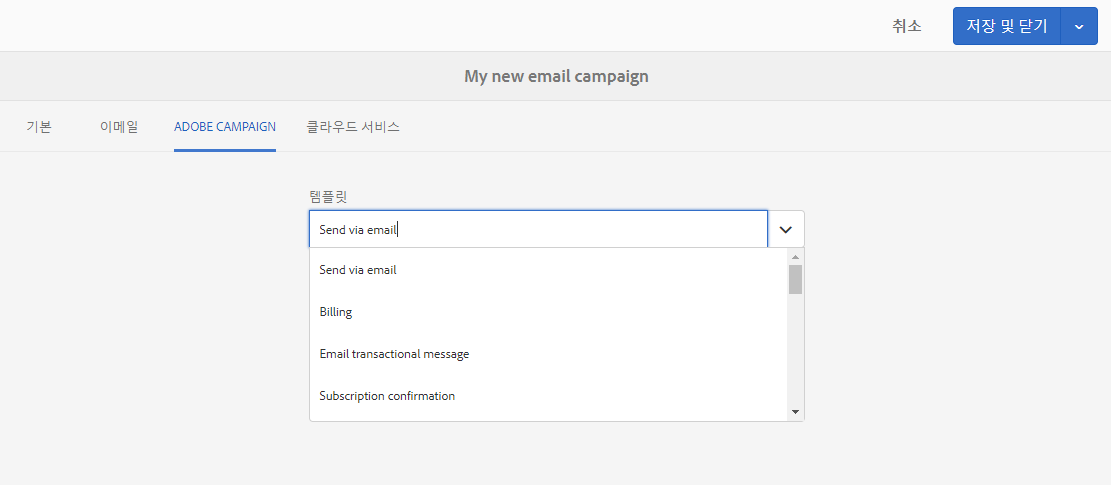 취소
저장 및 닫기
My new email campaign
기본
이메일
ADOBE CAMPAIGN
클라우드 서비스
템플릿
Send via email
Send via email
Billing
Email transactional message
Subscription confirmation